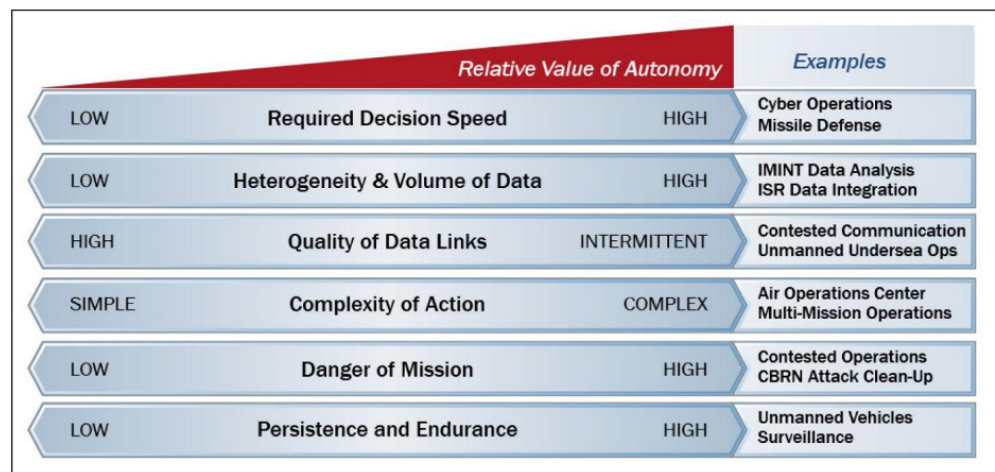 Relative Value of Autonomy
Examples
LOW Required Decision Speed HIGH
Cyber Operations
Missile Defense
LOW Heterogeneity & Volume of Data HIGH
IMINT Data Analysis
ISR Data Integration
HIGH Quality of Data Links INTERMITTENT
Contested Communication
Unmanned Undersea Ops
SIMPLE Complexity of Action COMPLEX
Air Operations Center
Multi-Mission Operations
LOW Danger of Mission HIGH
Contested Operations
CBRN Attack Clean-Up
LOW Persistence and Endurance HIGH
Unmanned Vehicles
Surveillance